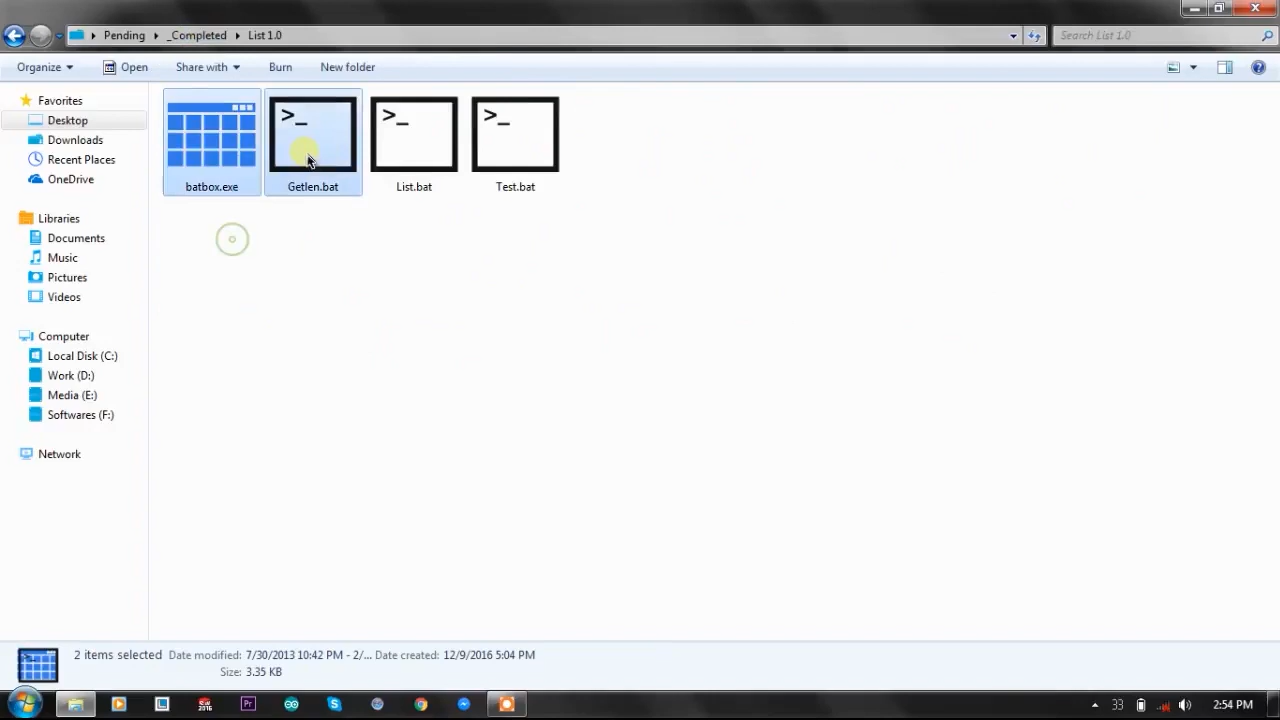 Pending ▸ _Completed ▸ List 1.0
Search List 1.0
Organize Open Share with Burn New folder
Favorites
Desktop
Downloads
Recent Places
OneDrive
Libraries
Documents
Music
Pictures
Videos
Computer
Local Disk (C:)
Work (D:)
Media (E:)
Softwares (F:)
Network
>_ >_ >_
batbox.exe Getlen.bat List.bat Test.bat
2 items selected Date modified: 7/30/2013 10:42 PM - 2/... Date created: 12/9/2016 5:04 PM
Size: 3.35 KB
Pr 33 2:54 PM